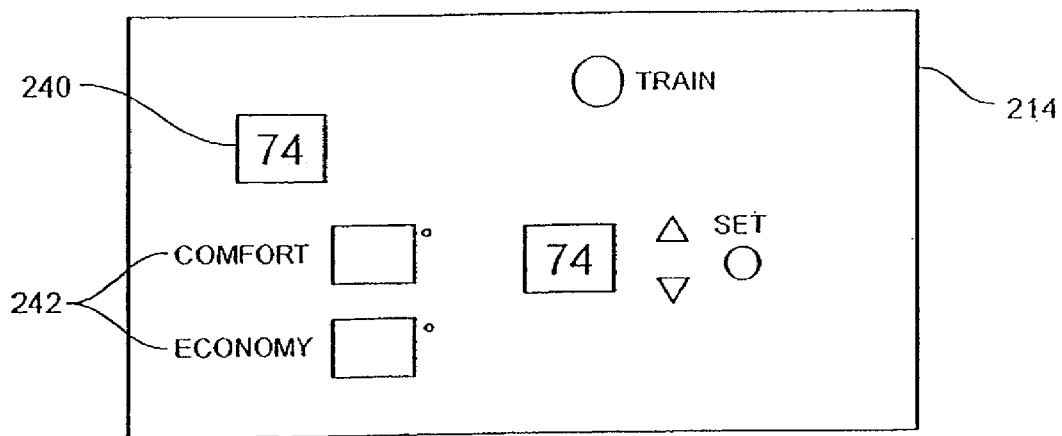 TRAIN
240
214
74
COMFORT °
74
SET
242
ECONOMY °